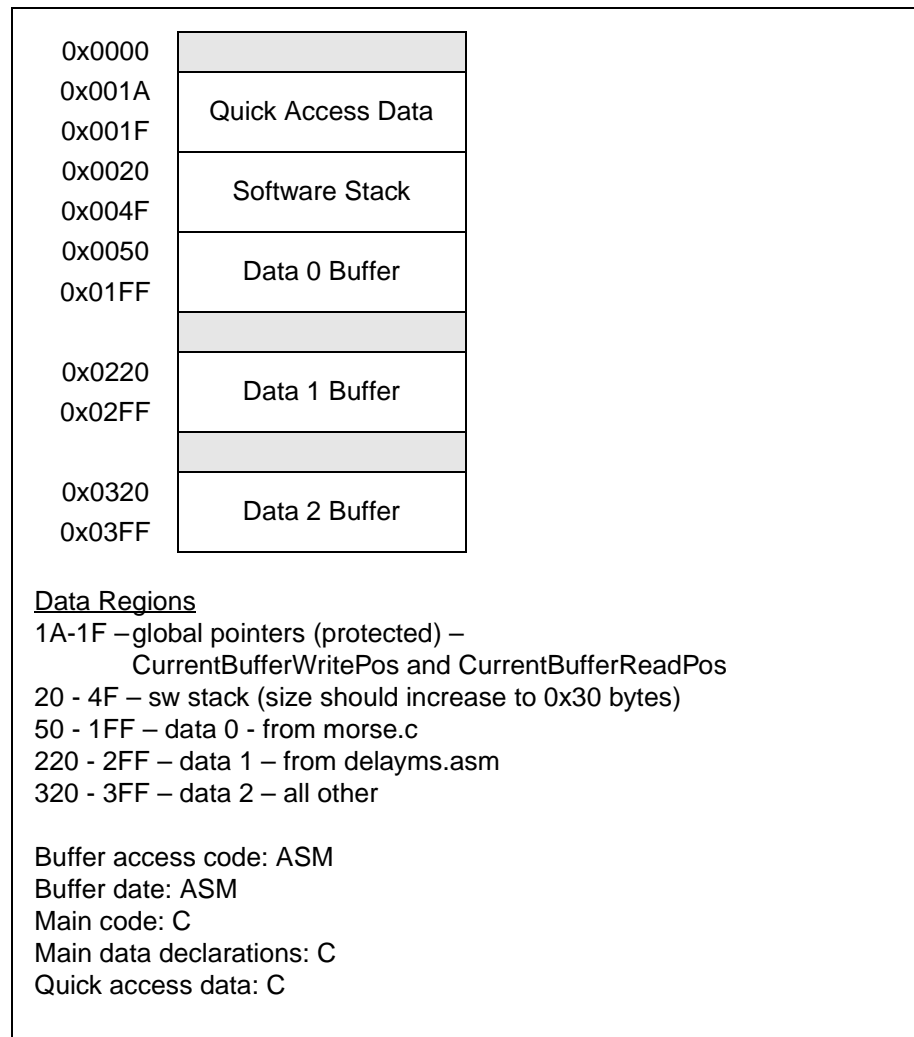 0x0000
0x001A
Quick Access Data
0x001F
0x0020
Software Stack
0x004F
0x0050
Data 0 Buffer
0x01FF
0x0220
Data 1 Buffer
0x02FF
0x0320
Data 2 Buffer
0x03FF
Data Regions
1A-1F – global pointers (protected) –
CurrentBufferWritePos and CurrentBufferReadPos
20 - 4F – sw stack (size should increase to 0x30 bytes)
50 - 1FF – data 0 - from morse.c
220 - 2FF – data 1 – from delayms.asm
320 - 3FF – data 2 – all other
Buffer access code: ASM
Buffer date: ASM
Main code: C
Main data declarations: C
Quick access data: C